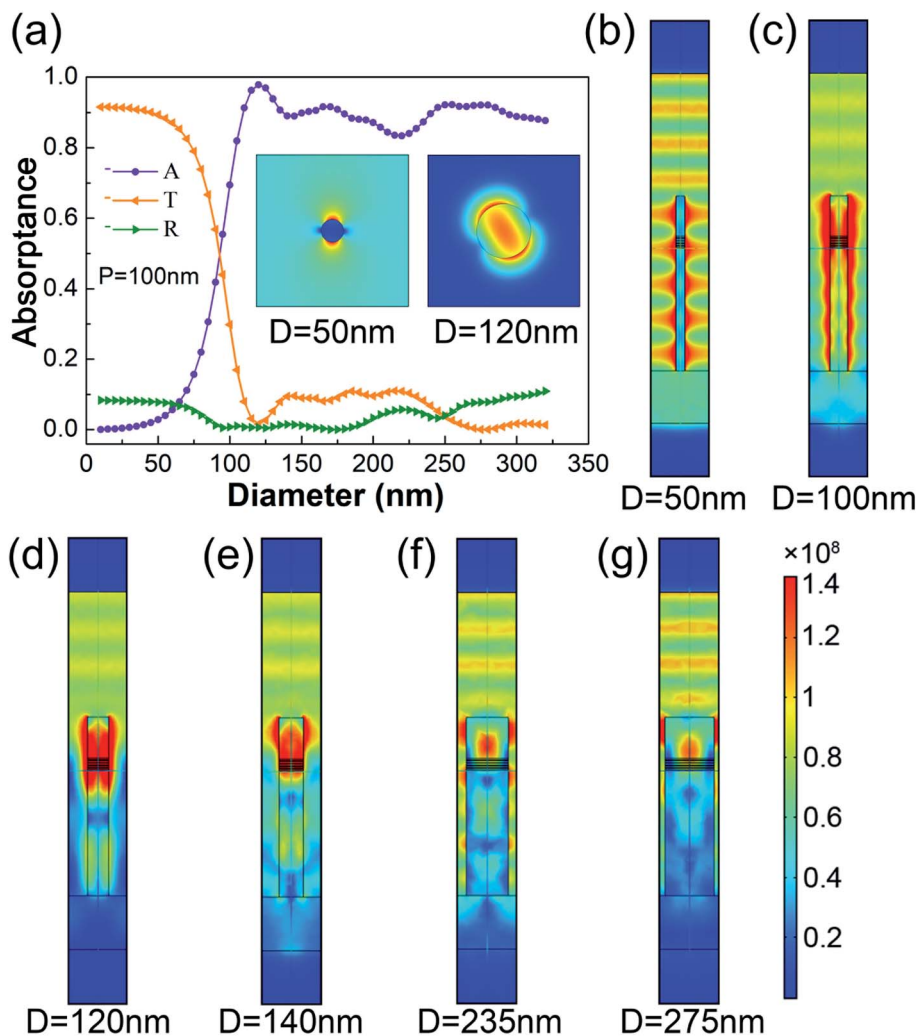 (a)
(b)
(c)
Absorptance
1.0
0.8
0.6
0.4
0.2
0.0
A
T
R
P=100nm
D=50nm
D=120nm
0 50 100 150 200 250 300 350
Diameter (nm)
D=50nm
D=100nm
(d)
(e)
(f)
(g)
×10⁸
1.4
1.2
1
0.8
0.6
0.4
0.2
D=120nm
D=140nm
D=235nm
D=275nm